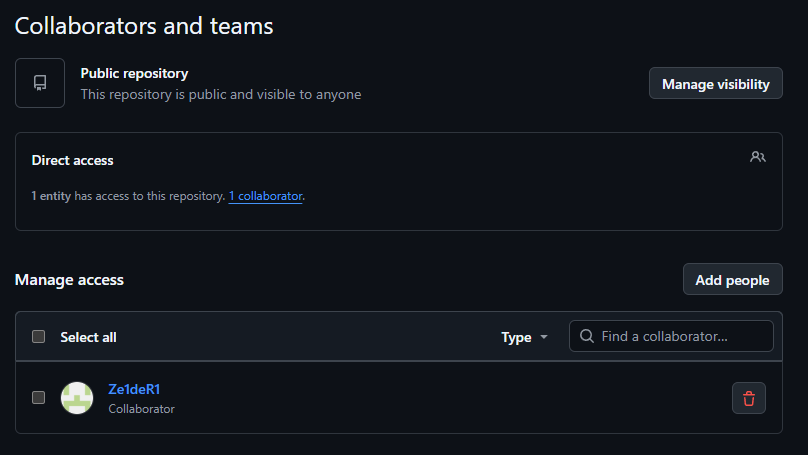 Collaborators and teams
Public repository
This repository is public and visible to anyone
Manage visibility
Direct access
1 entity has access to this repository. 1 collaborator.
Manage access
Add people
Select all
Type
Find a collaborator...
Ze1deR1
Collaborator